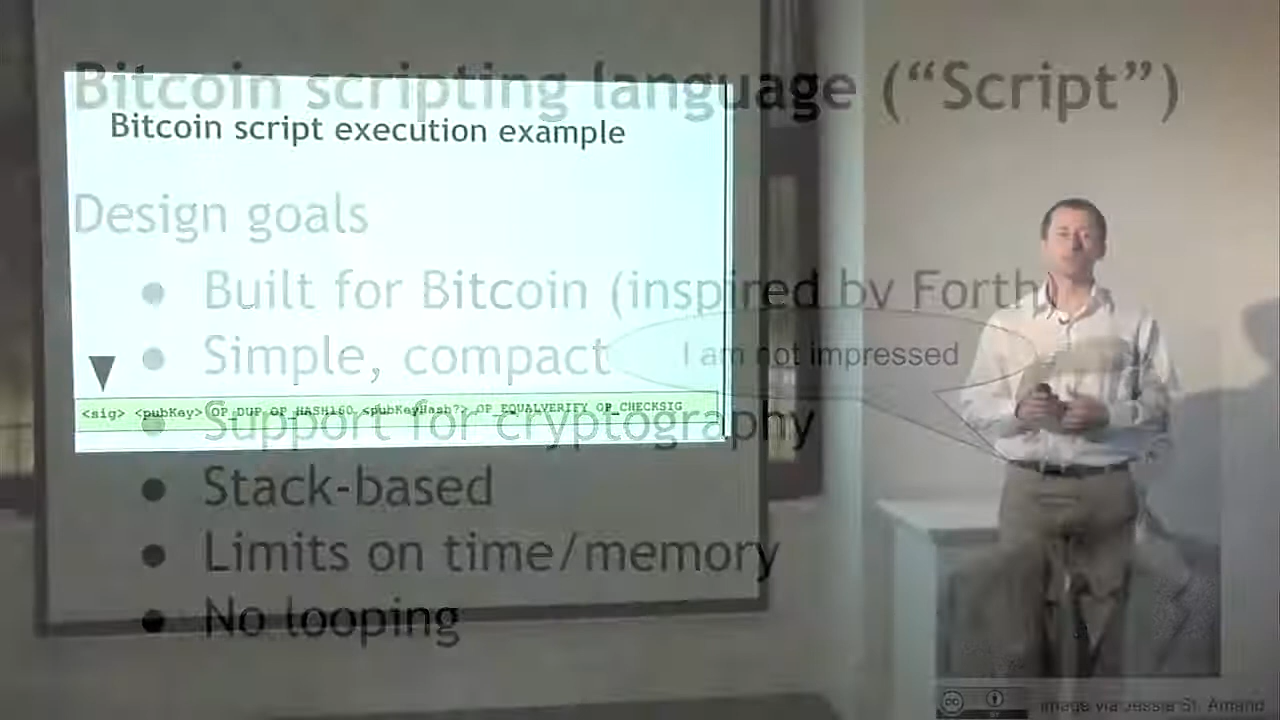 Bitcoin scripting language (“Script”)
Bitcoin script execution example
Design goals
● Built for Bitcoin (inspired by Forth)
● Simple, compact
I am not impressed
<sig> <pubKey> OP_DUP OP_HASH160 <pubKeyHash?> OP_EQUALVERIFY OP_CHECKSIG
● Support for cryptography
● Stack-based
● Limits on time/memory
● No looping
image via Jessie St. Amand